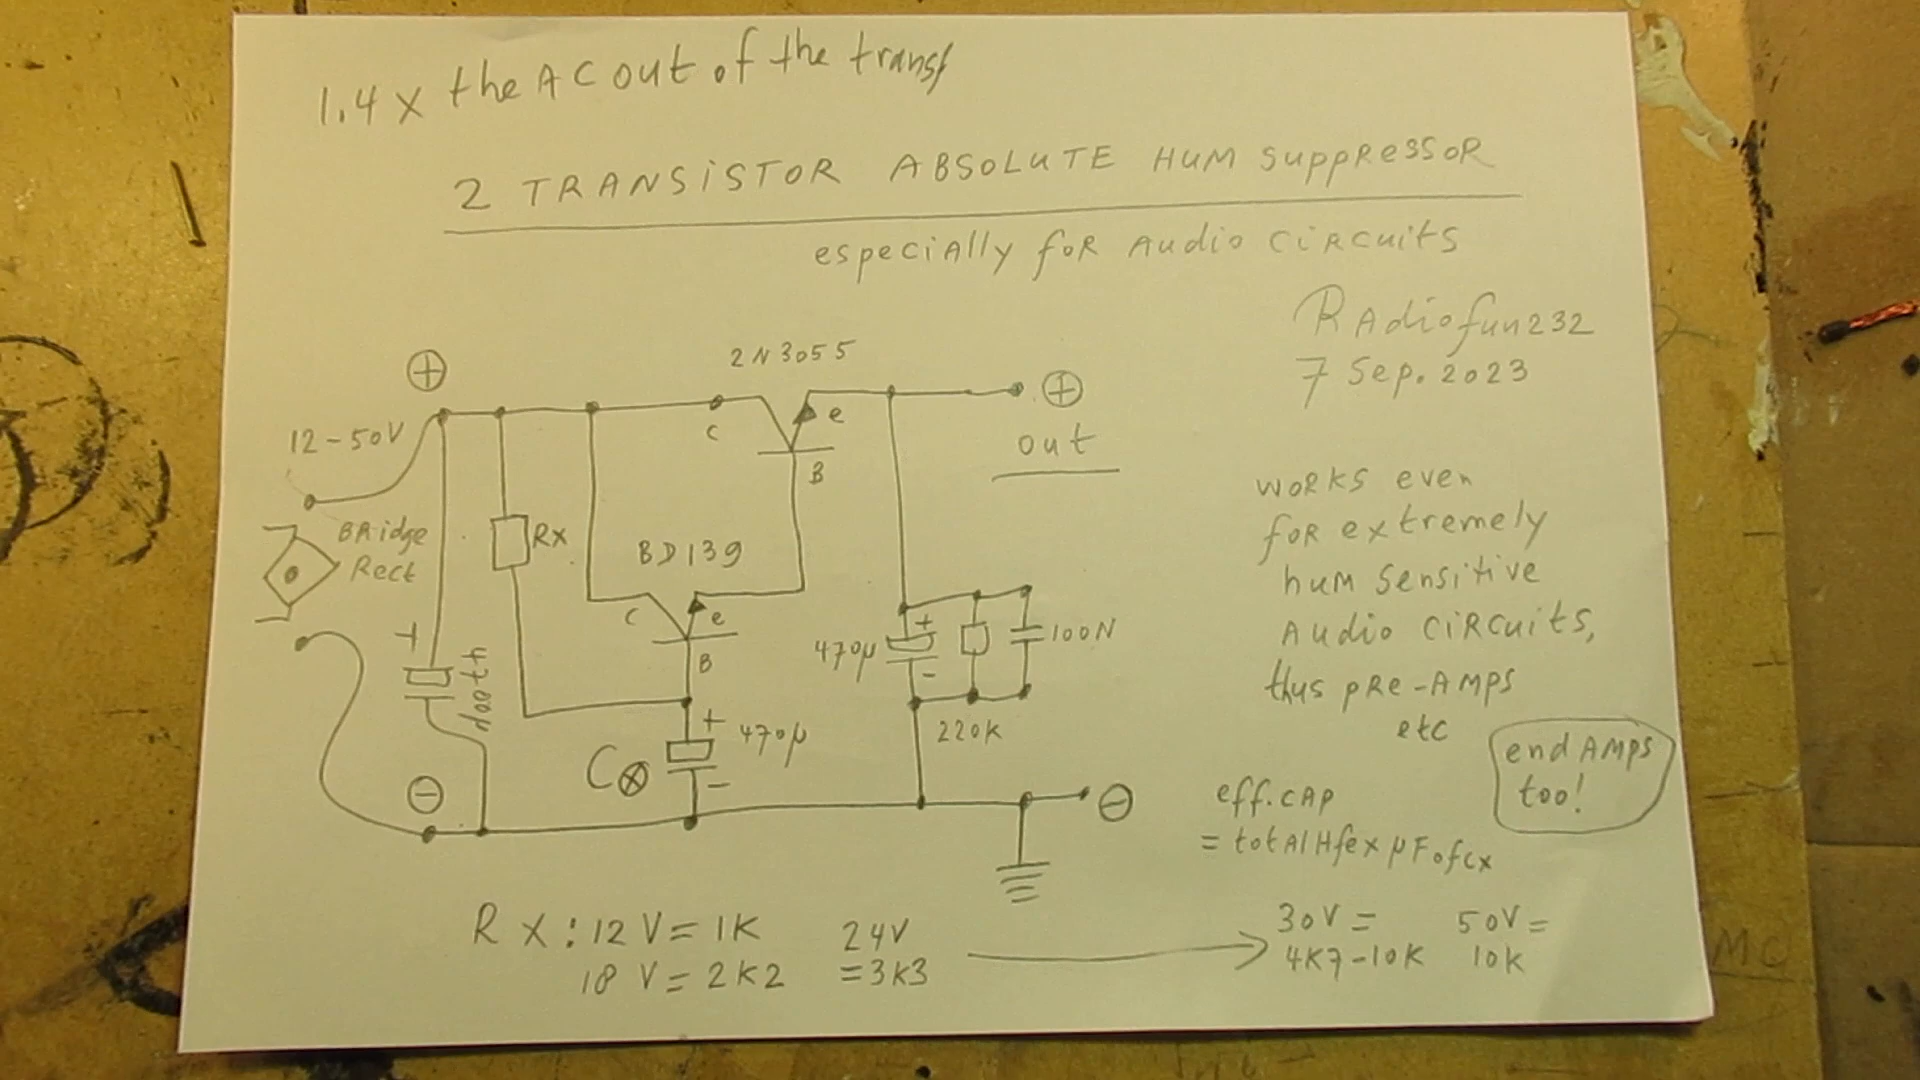 1.4 x the AC out of the transf
2 TRANSISTOR ABSOLUTE HUM SuppRESSOR
especially foR Audio CiRCuits
RAdiofun232
7 Sep. 2023
2N3055
+
12-50V
c
e
B
+
out
BRidge
Rect
Rx
BD139
c
e
B
+
4700µ
+
470µ
-
Cx
470µ
+
-
100N
220K
-
-
works even
foR extremely
hum sensitive
Audio CiRCuits,
thus pRe-AMPS
etc
end AMPS
too!
eff.CAP
= totAl Hfe x µF of Cx
R x : 12 V = 1K
18 V = 2K2
24V
= 3K3
30V =
4K7-10K
50V =
10K
MC